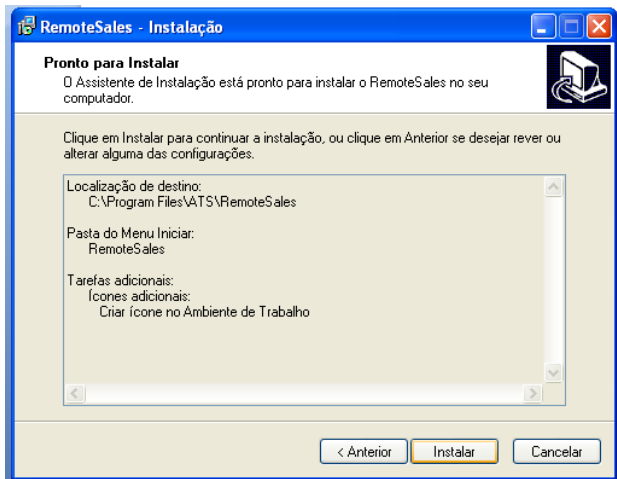 RemoteSales - Instalação
Pronto para Instalar
O Assistente de Instalação está pronto para instalar o RemoteSales no seu
computador.
Clique em Instalar para continuar a instalação, ou clique em Anterior se desejar rever ou
alterar alguma das configurações.
Localização de destino:
C:\Program Files\ATS\RemoteSales
Pasta do Menu Iniciar:
RemoteSales
Tarefas adicionais:
Ícones adicionais:
Criar ícone no Ambiente de Trabalho
< Anterior
Instalar
Cancelar